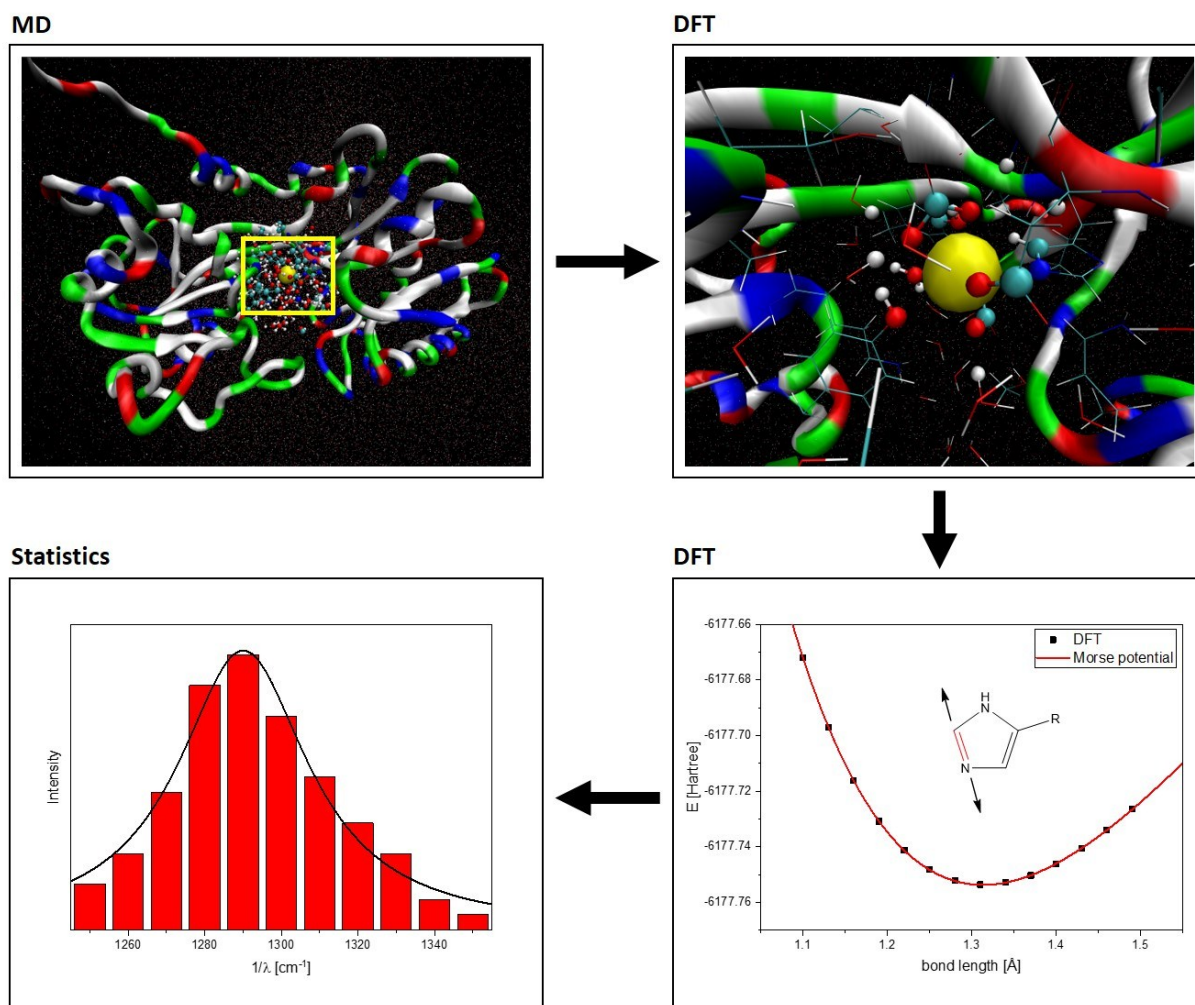 MD
DFT
Statistics
Intensity
1260
1280
1300
1320
1340
1/λ [cm⁻¹]
DFT
E [Hartree]
-6177.66
-6177.68
-6177.70
-6177.72
-6177.74
-6177.76
DFT
Morse potential
H
N
R
N
1.1
1.2
1.3
1.4
1.5
bond length [Å]